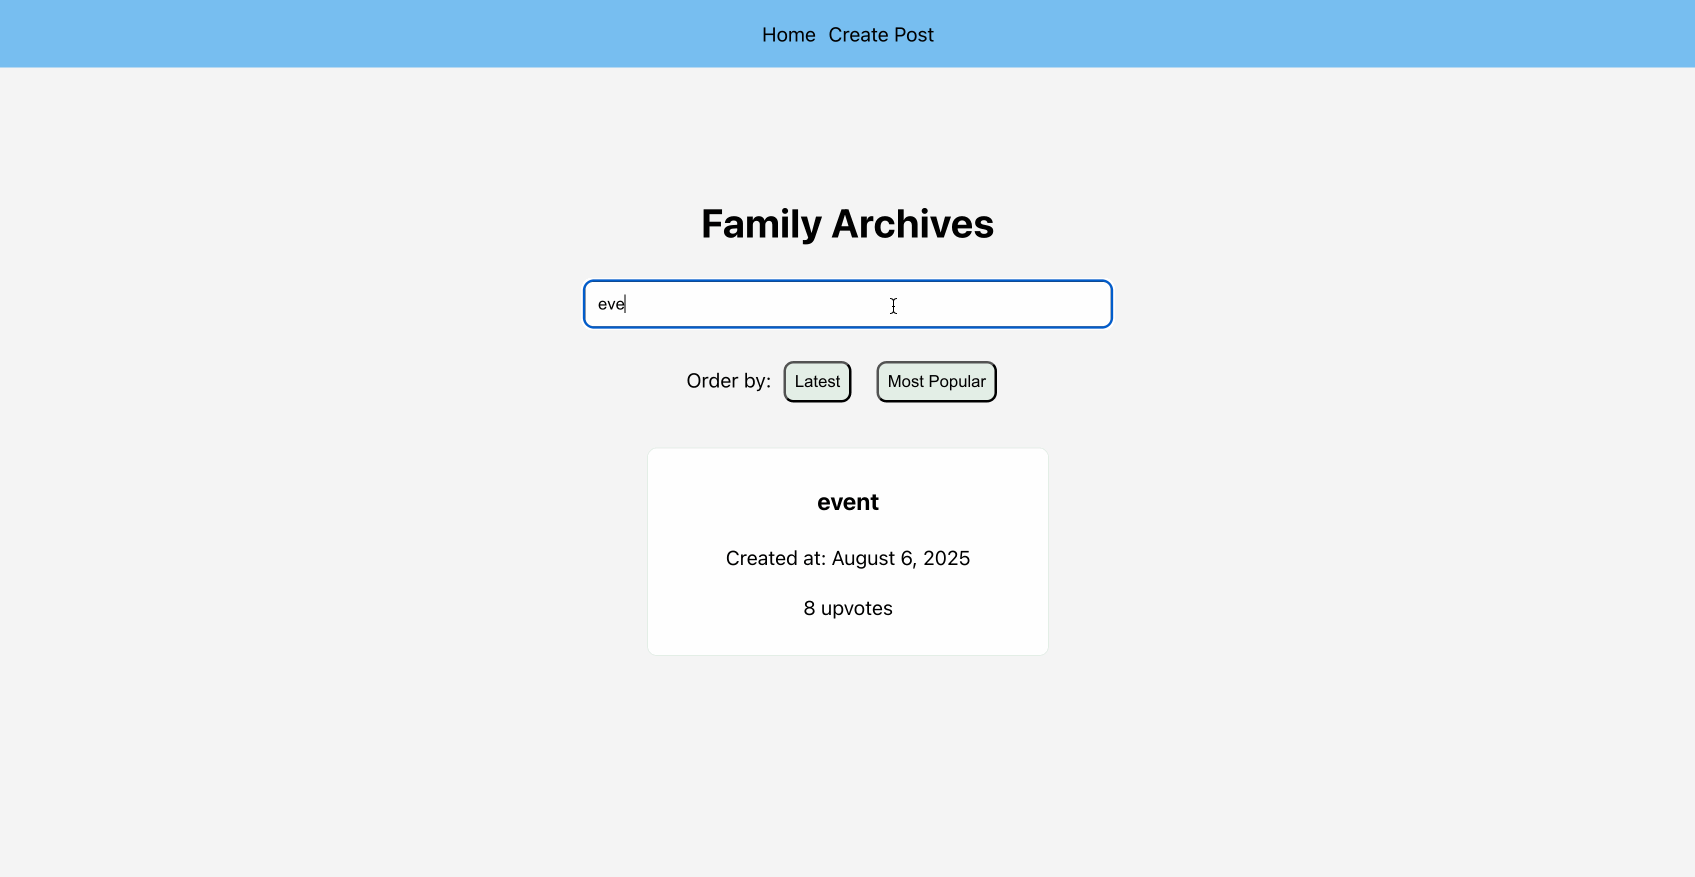 Home Create Post
Family Archives
eve
Order by: Latest Most Popular
event
Created at: August 6, 2025
8 upvotes